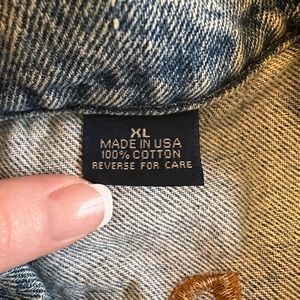 XL
MADE IN USA
100% COTTON
REVERSE FOR CARE